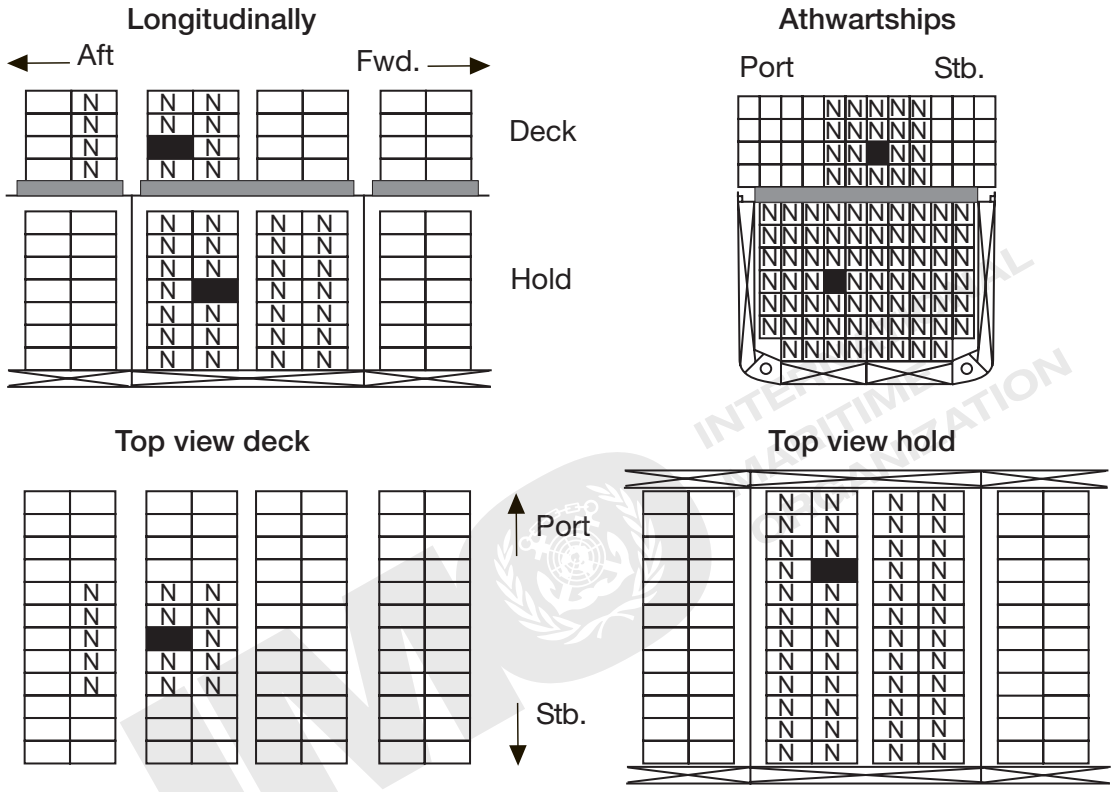 Longitudinally
Aft
Fwd.
N N N
N N N
N N
N N N
N N N N
N N N N
N N N N
N N N
N N N N
N N N N
N N N N
Deck
Hold
Athwartships
Port
Stb.
N N N N N
N N N N N
N N N N
N N N N N
N N N N N N N N N N
N N N N N N N N N N
N N N N N N N N N N
N N N N N N N N N
N N N N N N N N N N
N N N N N N N N N N
N N N N N N N N
Top view deck
N N N
N N N
N N
N N N
N N N
Port
Stb.
Top view hold
N N N N
N N N N
N N N N
N N N
N N N N
N N N N
N N N N
N N N N
N N N N
N N N N
N N N N
N N N N
IMO
INTERNATIONAL
MARITIME
ORGANIZATION